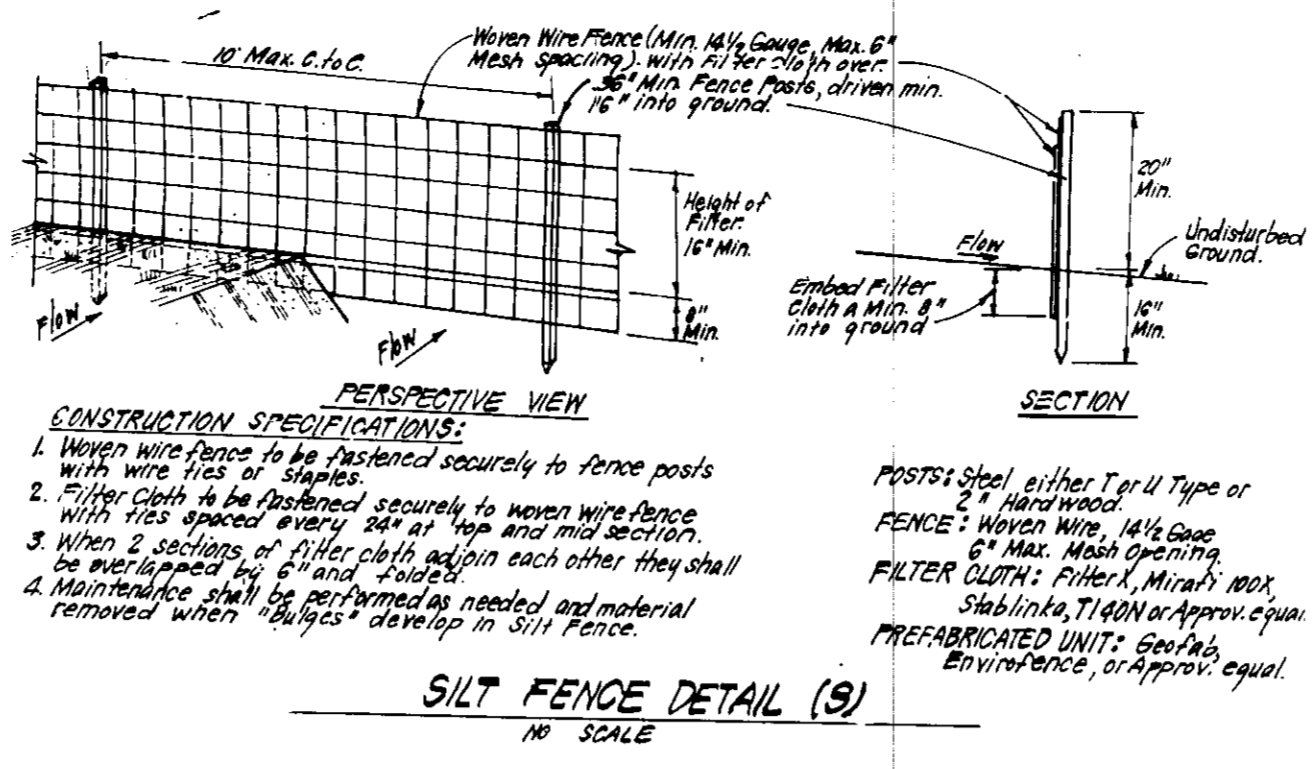 10' Max. C. to C.
Woven Wire Fence (Min. 14½ Gauge, Max. 6"
Mesh spacing) with Filter Cloth over.
36" Min. Fence Posts, driven min.
16" into ground.
Height of
Filter.
16" Min.
8"
Min.
Flow
Flow
PERSPECTIVE VIEW
20"
Min.
Flow
Undisturbed
Ground.
Embed Filter
Cloth a Min. 8"
into ground
16"
Min.
SECTION
CONSTRUCTION SPECIFICATIONS:
1. Woven wire fence to be fastened securely to fence posts
with wire ties or staples.
2. Filter Cloth to be fastened securely to woven wire fence
with ties spaced every 24" at top and mid section.
3. When 2 sections of filter cloth adjoin each other they shall
be overlapped by 6" and folded.
4. Maintenance shall be performed as needed and material
removed when "Bulges" develop in Silt Fence.
POSTS: Steel either T or U Type or
2" Hardwood.
FENCE: Woven Wire, 14½ Gage
6" Max. Mesh Opening.
FILTER CLOTH: Filter X, Mirafi 100X,
Stablinka, T140N or Approv. equal.
PREFABRICATED UNIT: Geofab,
Envirofence, or Approv. equal.
SILT FENCE DETAIL (S)
NO SCALE